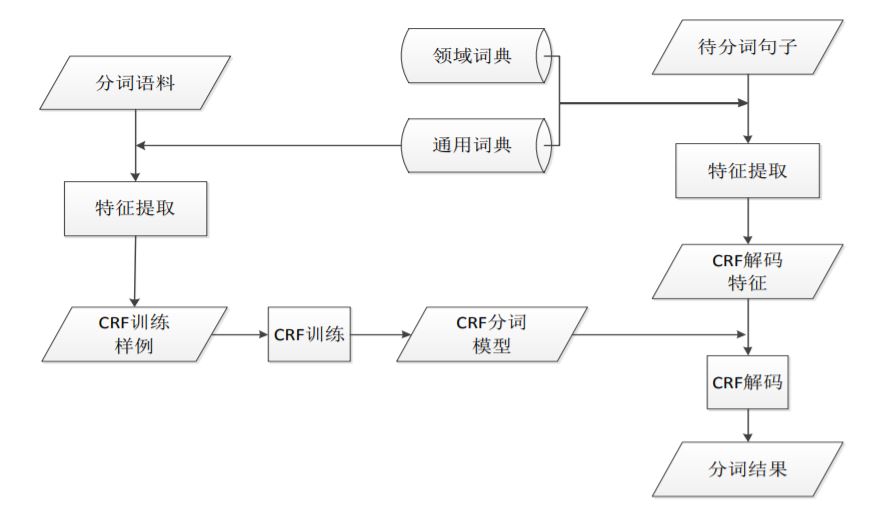 领域词典
待分词句子
分词语料
通用词典
特征提取
特征提取
CRF解码
特征
CRF训练
样例
CRF训练
CRF分词
模型
CRF解码
分词结果